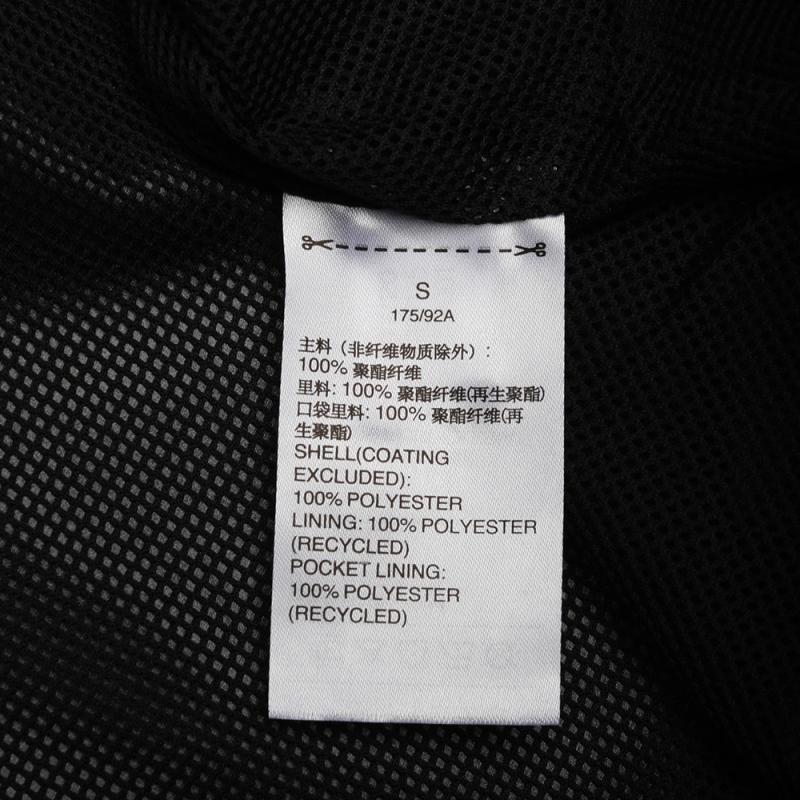 S
175/92A
主料（非纤维物质除外）:
100% 聚酯纤维
里料: 100% 聚酯纤维(再生聚酯)
口袋里料: 100% 聚酯纤维(再
生聚酯)
SHELL(COATING
EXCLUDED):
100% POLYESTER
LINING: 100% POLYESTER
(RECYCLED)
POCKET LINING:
100% POLYESTER
(RECYCLED)